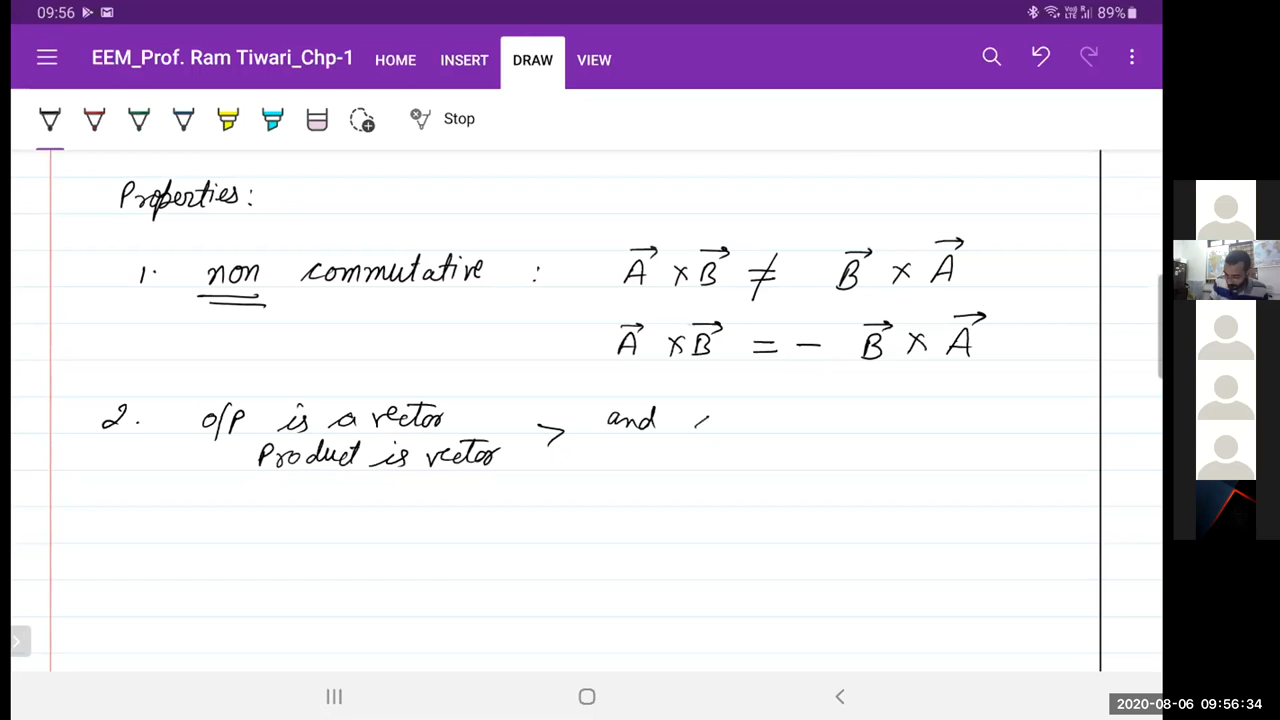 09:56 89%
EEM_Prof. Ram Tiwari_Chp-1 HOME INSERT DRAW VIEW
Stop
Properties:
1. non commutative : A × B ≠ B × A
A × B = - B × A
2. O/P is a vector > and
Product is vector
2020-08-06 09:56:34